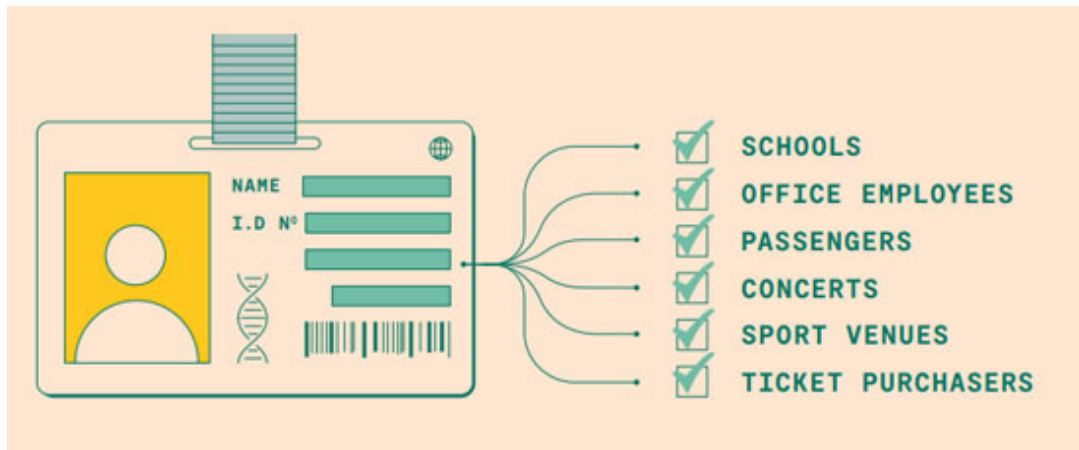 NAME
I.D Nº
SCHOOLS
OFFICE EMPLOYEES
PASSENGERS
CONCERTS
SPORT VENUES
TICKET PURCHASERS